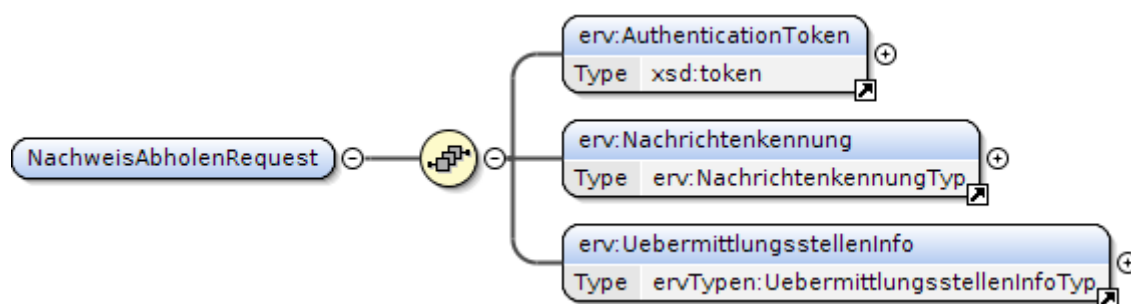 erv:AuthenticationToken
Type xsd:token
NachweisAbholenRequest
erv:Nachrichtenkennung
Type erv:NachrichtenkennungTyp
erv:UebermittlungsstellenInfo
Type ervTypen:UebermittlungsstellenInfoTyp